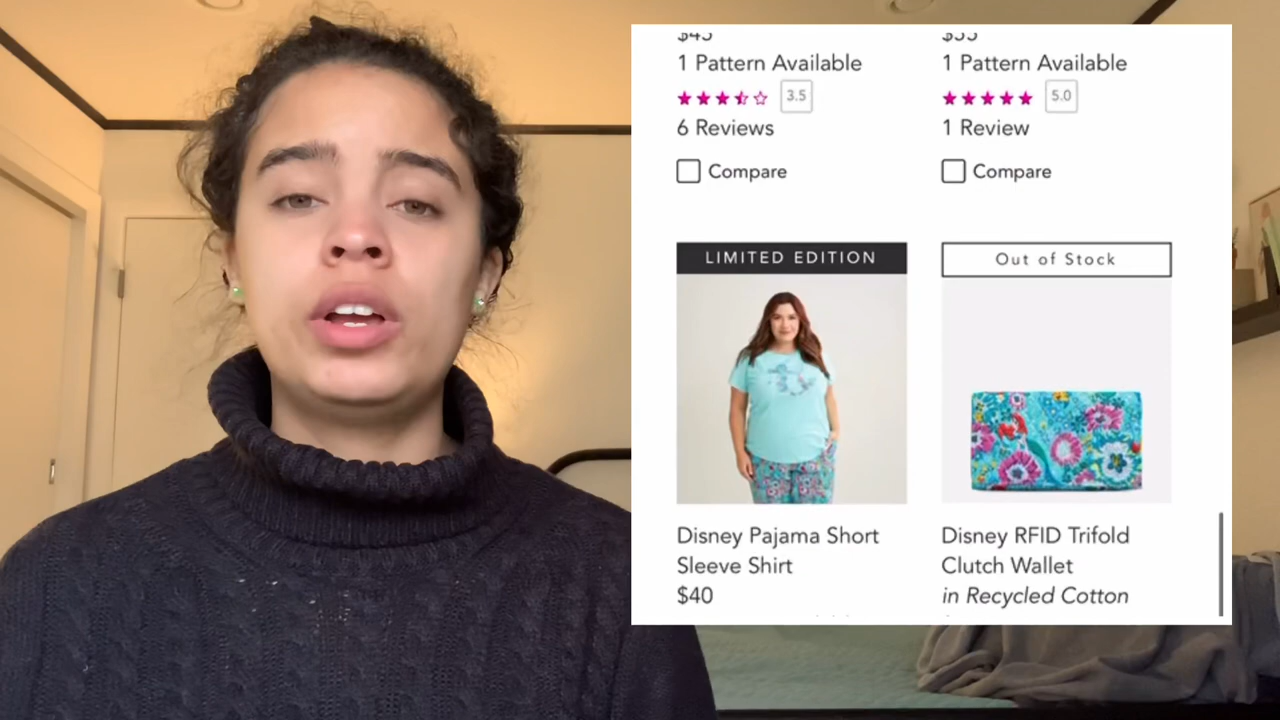 1 Pattern Available
3.5
6 Reviews
Compare
1 Pattern Available
5.0
1 Review
Compare
LIMITED EDITION
Disney Pajama Short
Sleeve Shirt
$40
Out of Stock
Disney RFID Trifold
Clutch Wallet
in Recycled Cotton